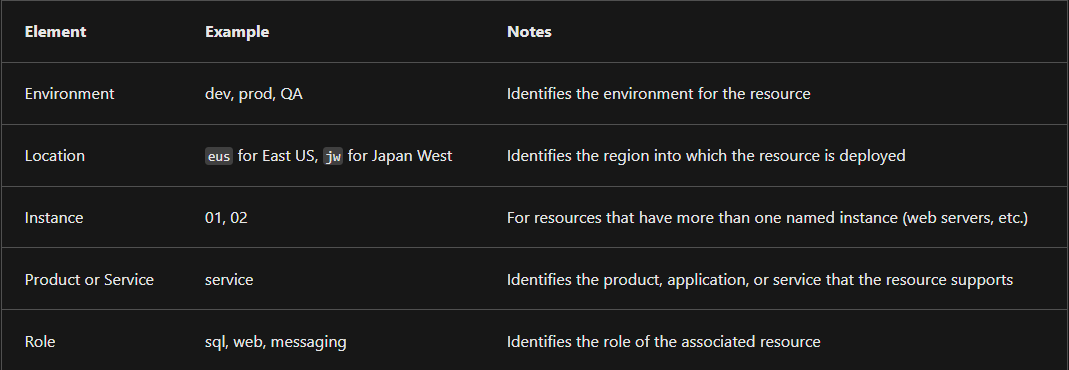 Element Example Notes
Environment dev, prod, QA Identifies the environment for the resource
Location eus for East US, jw for Japan West Identifies the region into which the resource is deployed
Instance 01, 02 For resources that have more than one named instance (web servers, etc.)
Product or Service service Identifies the product, application, or service that the resource supports
Role sql, web, messaging Identifies the role of the associated resource